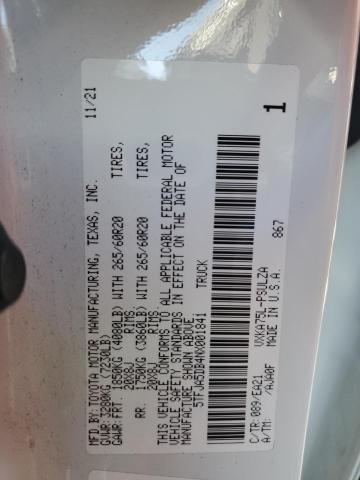 MFD. BY: TOYOTA MOTOR MANUFACTURING, TEXAS, INC. 11/21
GVWR: 3280KG (7230LB)
GAWR: FRT. 1850KG (4080LB) WITH 265/60R20 TIRES,
20X8J RIMS,
RR. 1750KG (3860LB) WITH 265/60R20 TIRES,
20X8J RIMS,
THIS VEHICLE CONFORMS TO ALL APPLICABLE FEDERAL MOTOR
VEHICLE SAFETY STANDARDS IN EFFECT ON THE DATE OF
MANUFACTURE SHOWN ABOVE.
5TFJA5DB4NX001841 TRUCK
C/TR: 089/EA21 VXKA75L-PSULZA
A/TM: /AJA0F MADE IN U.S.A. 867
1